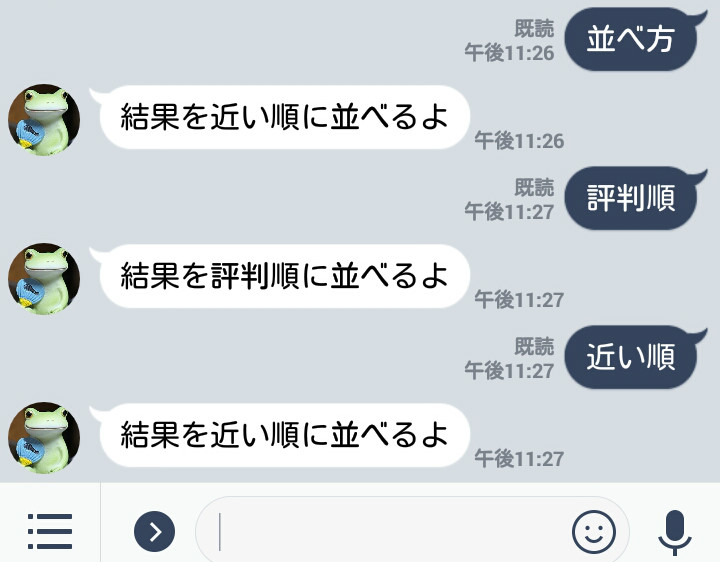 既読
午後11:26
並べ方
結果を近い順に並べるよ
午後11:26
既読
午後11:27
評判順
結果を評判順に並べるよ
午後11:27
既読
午後11:27
近い順
結果を近い順に並べるよ
午後11:27